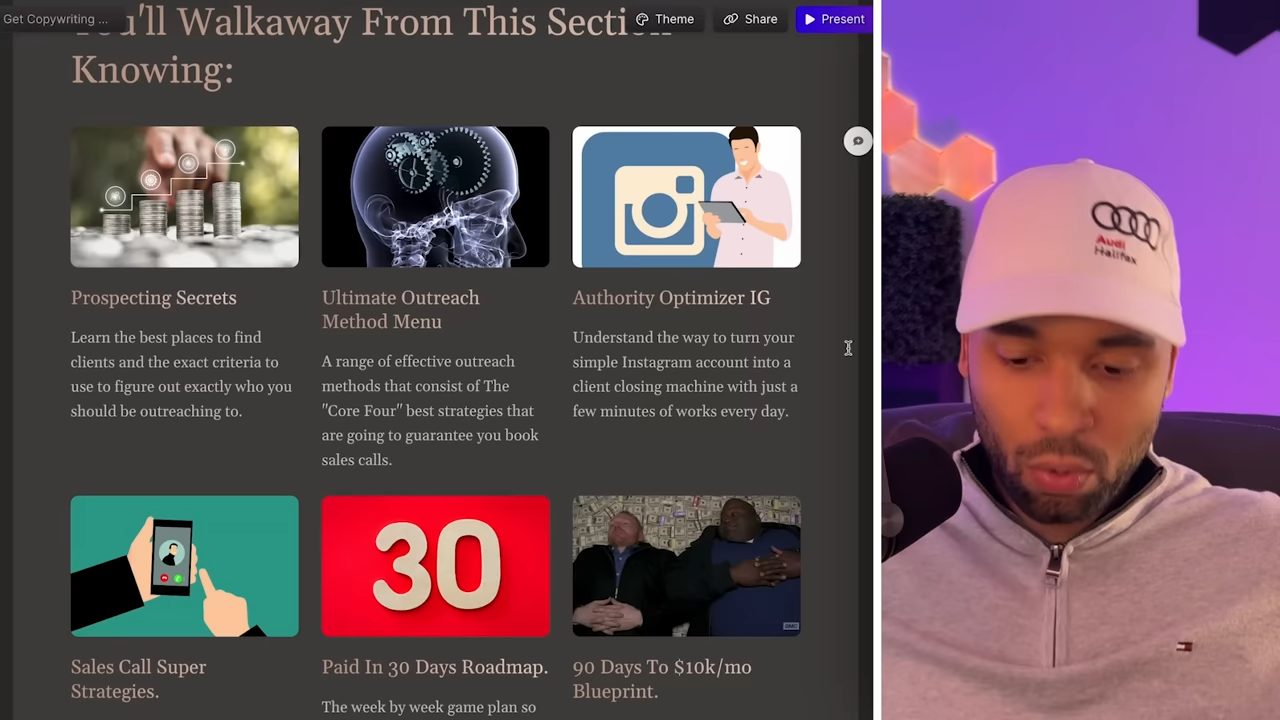 Get Copywriting ...
Theme
Share
Present
You'll Walkaway From This Section
Knowing:
Prospecting Secrets
Learn the best places to find
clients and the exact criteria to
use to figure out exactly who you
should be outreaching to.
Ultimate Outreach
Method Menu
A range of effective outreach
methods that consist of The
"Core Four" best strategies that
are going to guarantee you book
sales calls.
Authority Optimizer IG
Understand the way to turn your
simple Instagram account into a
client closing machine with just a
few minutes of works every day.
30
AMC
Sales Call Super
Strategies.
Paid In 30 Days Roadmap.
The week by week game plan so
90 Days To $10k/mo
Blueprint.
Audi
Halifax